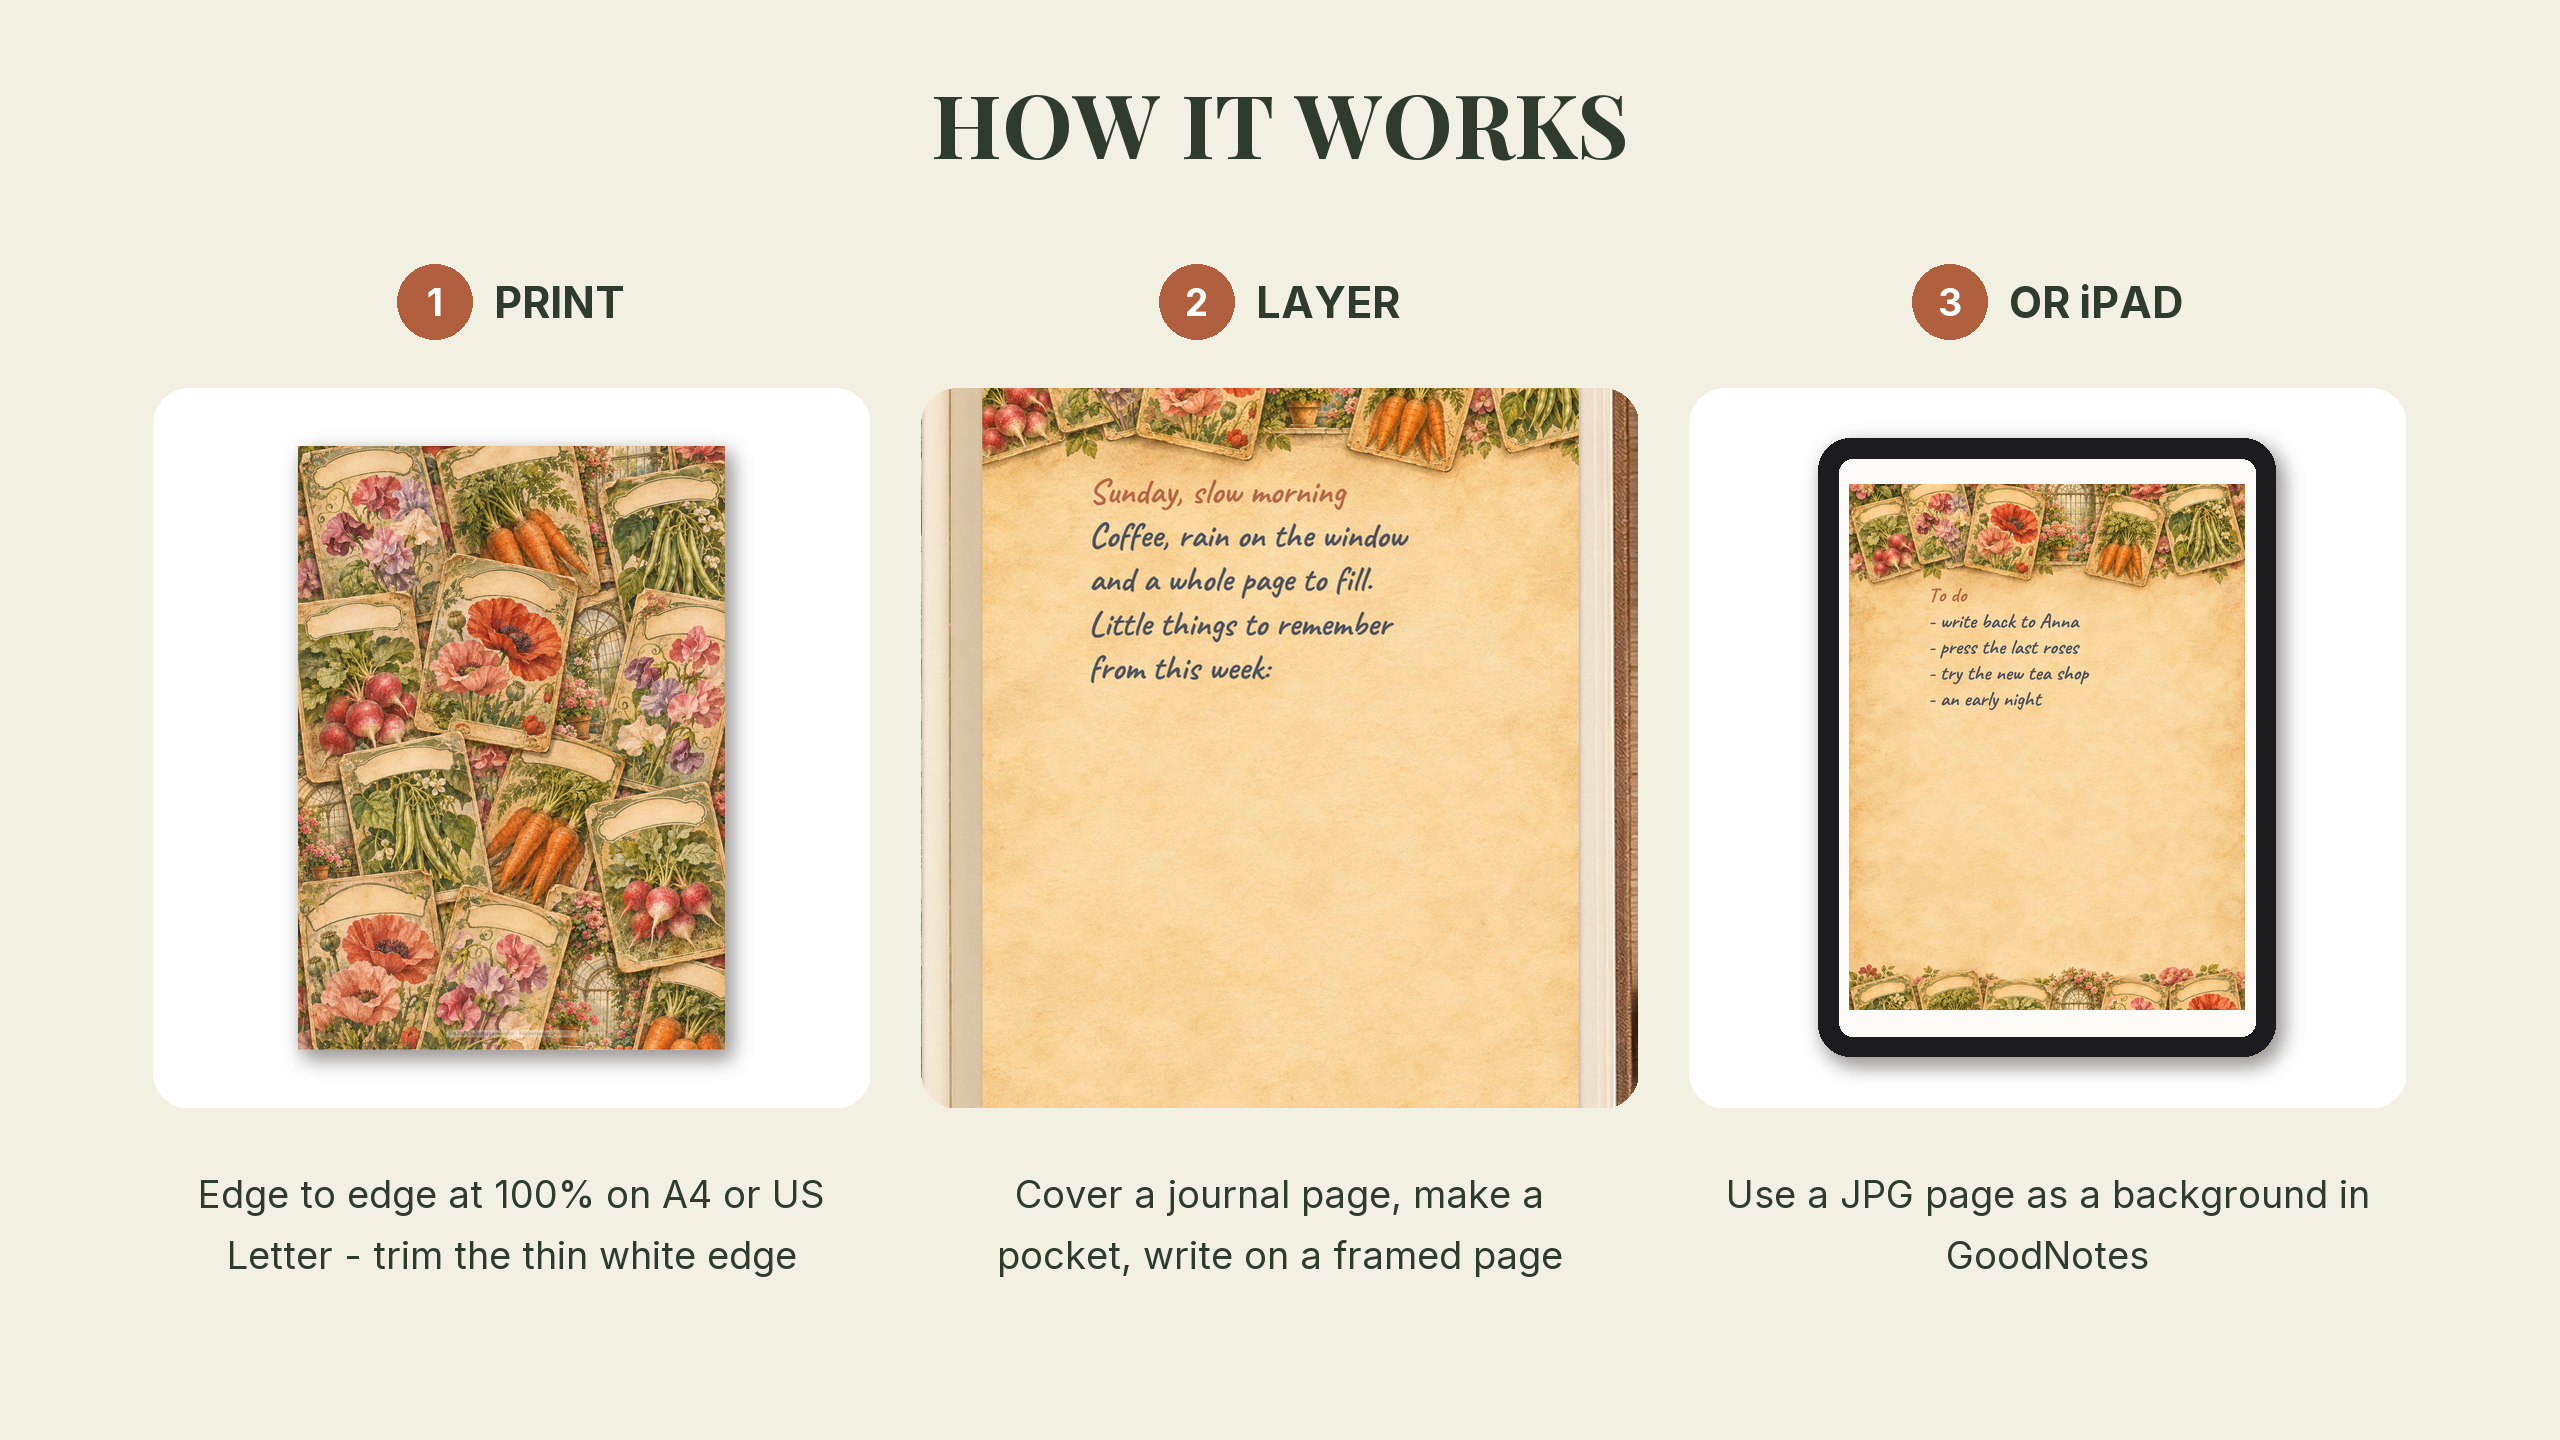 HOW IT WORKS
1 PRINT
2 LAYER
3 OR iPAD
Sunday, slow morning
Coffee, rain on the window
and a whole page to fill.
Little things to remember
from this week:
To do
- write back to Anna
- press the last roses
- try the new tea shop
- an early night
Edge to edge at 100% on A4 or US
Letter - trim the thin white edge
Cover a journal page, make a
pocket, write on a framed page
Use a JPG page as a background in
GoodNotes